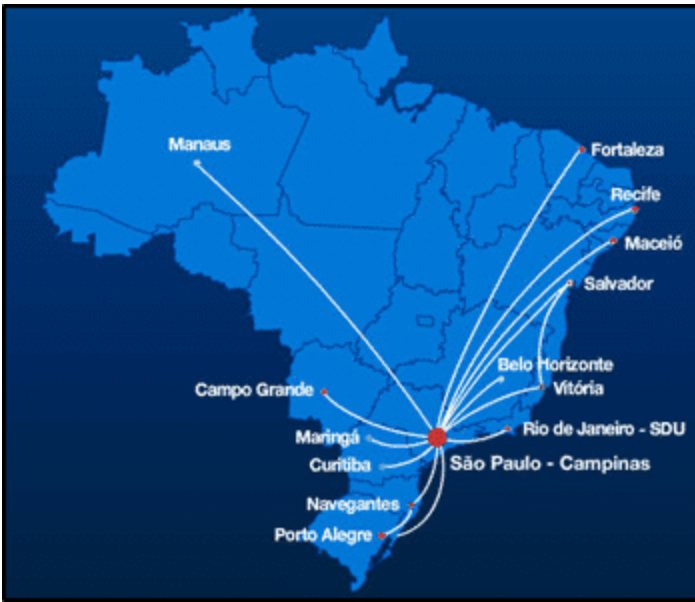 Manaus
Fortaleza
Recife
Maceió
Salvador
Belo Horizonte
Vitória
Campo Grande
Rio de Janeiro - SDU
Maringá
São Paulo - Campinas
Curitiba
Navegantes
Porto Alegre